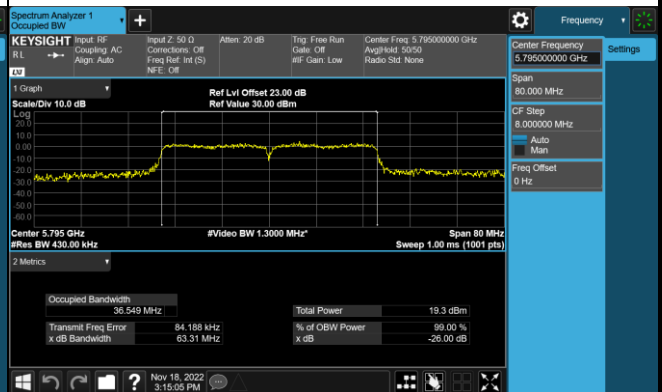 Spectrum Analyzer 1
Occupied BW
Frequency
KEYSIGHT
RL
LXI
Input: RF
Coupling: AC
Align: Auto
Input Z: 50 Ω
Corrections: Off
Freq Ref: Int (S)
NFE: Off
Atten: 20 dB
Trig: Free Run
Gate: Off
#IF Gain: Low
Center Freq: 5.795000000 GHz
Avg|Hold: 50/50
Radio Std: None
1 Graph
Scale/Div 10.0 dB
Ref Lvl Offset 23.00 dB
Ref Value 30.00 dBm
Log
20.0
10.0
0.00
-10.0
-20.0
-30.0
-40.0
-50.0
-60.0
Center 5.795 GHz
#Video BW 1.3000 MHz*
Span 80 MHz
#Res BW 430.00 kHz
Sweep 1.00 ms (1001 pts)
2 Metrics
Occupied Bandwidth
36.549 MHz
Total Power 19.3 dBm
Transmit Freq Error 84.188 kHz
% of OBW Power 99.00 %
x dB Bandwidth 63.31 MHz
x dB -26.00 dB
Center Frequency
5.795000000 GHz
Settings
Span
80.000 MHz
CF Step
8.000000 MHz
Auto
Man
Freq Offset
0 Hz
?
Nov 18, 2022
3:15:05 PM